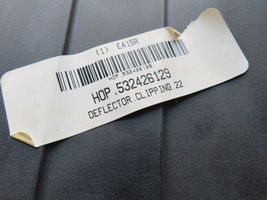 (1) E415R
HOP.532426129
DEFLECTOR CLIPPING.22